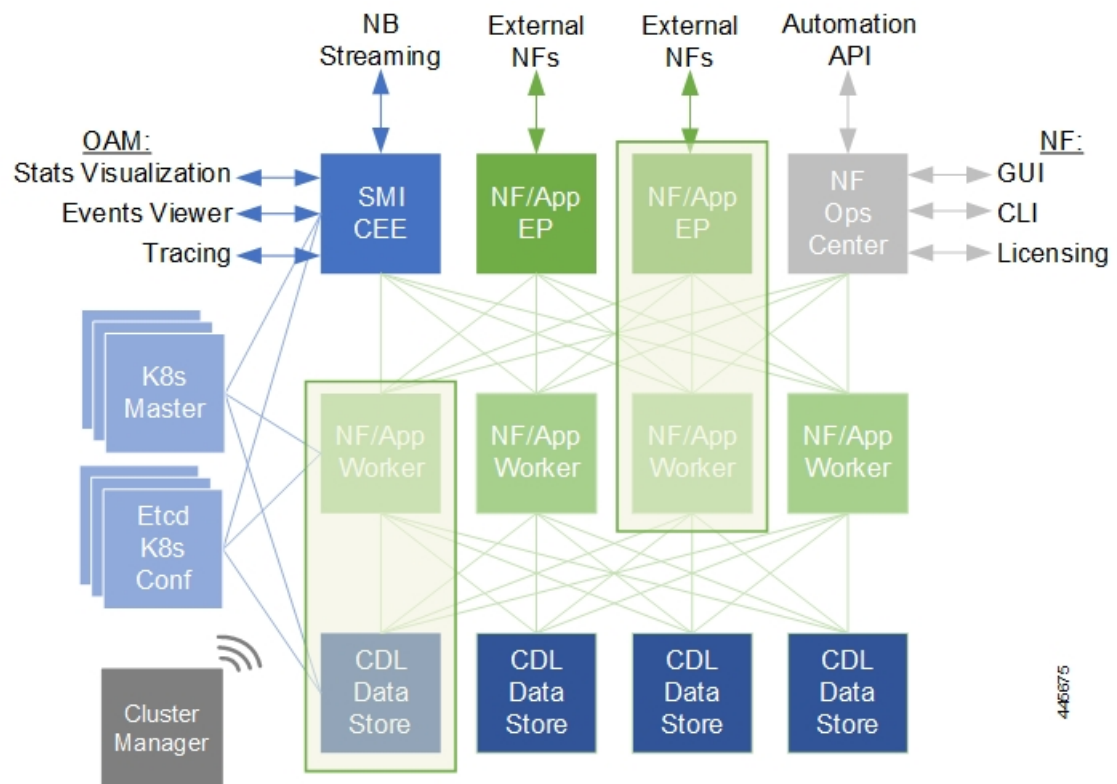 NB
Streaming
External
NFs
External
NFs
Automation
API
OAM:
Stats Visualization
Events Viewer
Tracing
SMI
CEE
NF/App
EP
NF/App
EP
NF
Ops
Center
NF:
GUI
CLI
Licensing
K8s
Master
NF/App
Worker
NF/App
Worker
NF/App
Worker
NF/App
Worker
Etcd
K8s
Conf
Cluster
Manager
CDL
Data
Store
CDL
Data
Store
CDL
Data
Store
CDL
Data
Store
445675